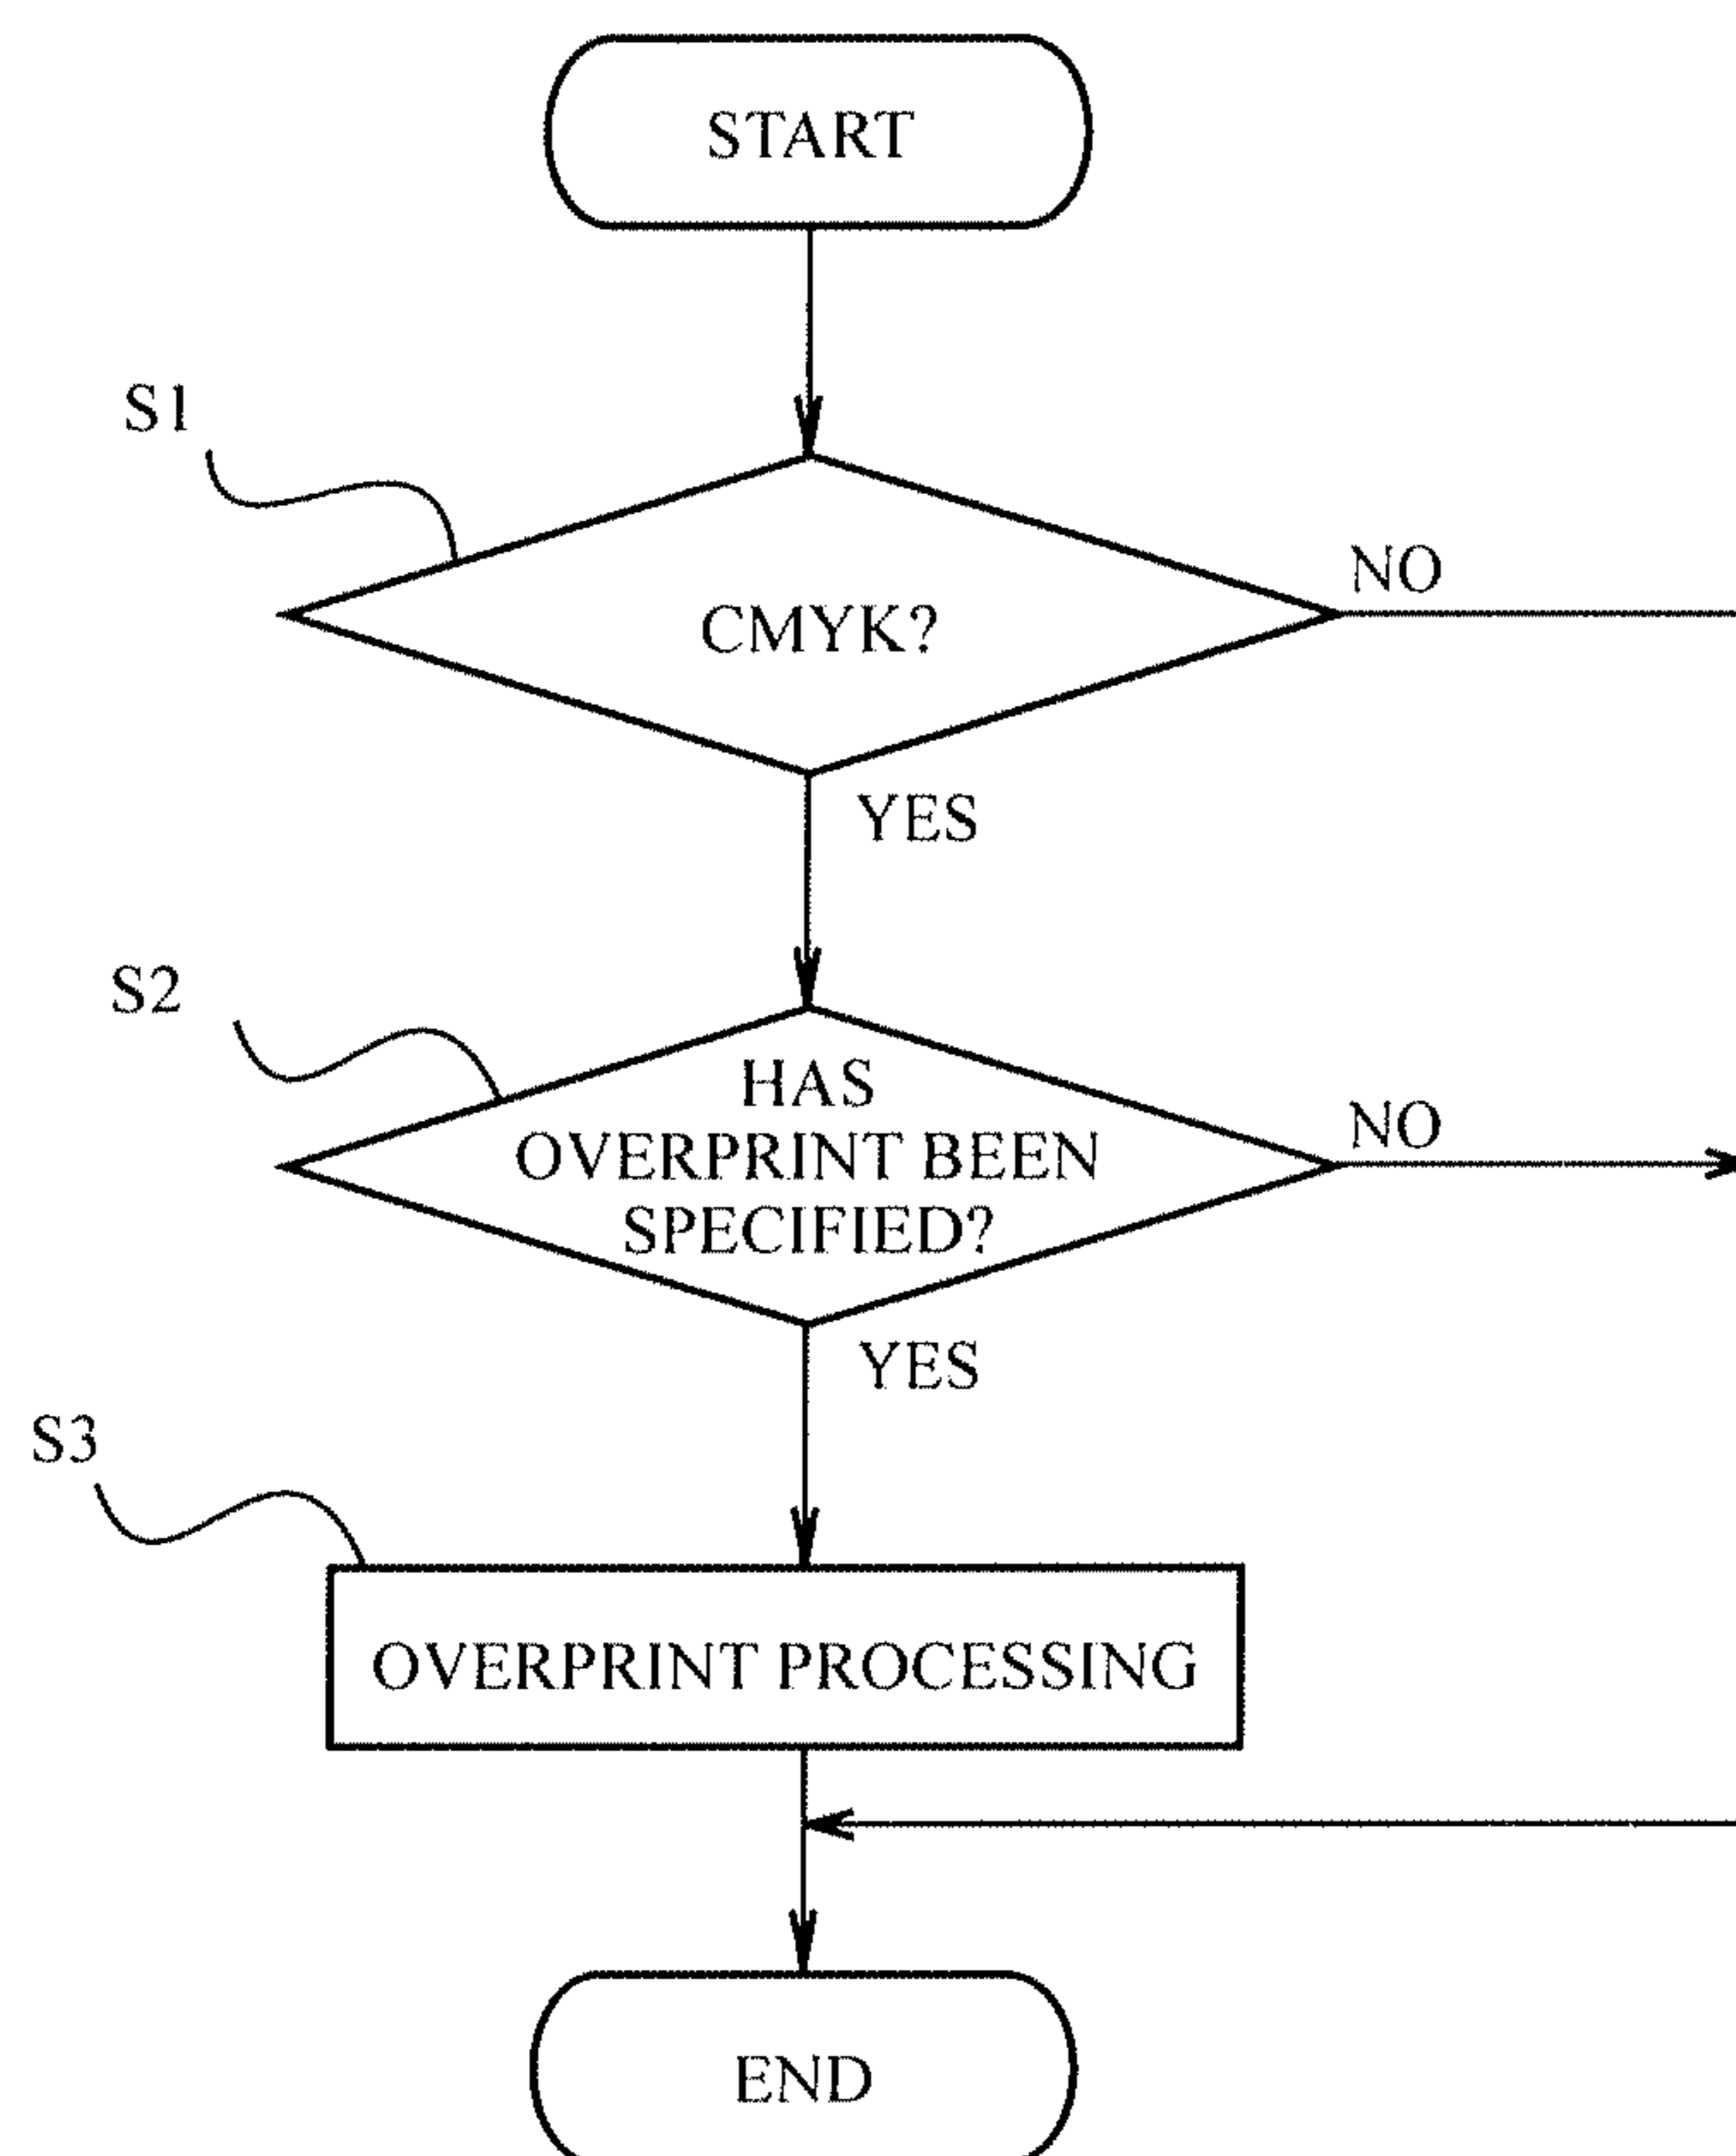 START
S1
CMYK?
NO
YES
S2
HAS
OVERPRINT BEEN
SPECIFIED?
NO
YES
S3
OVERPRINT PROCESSING
END